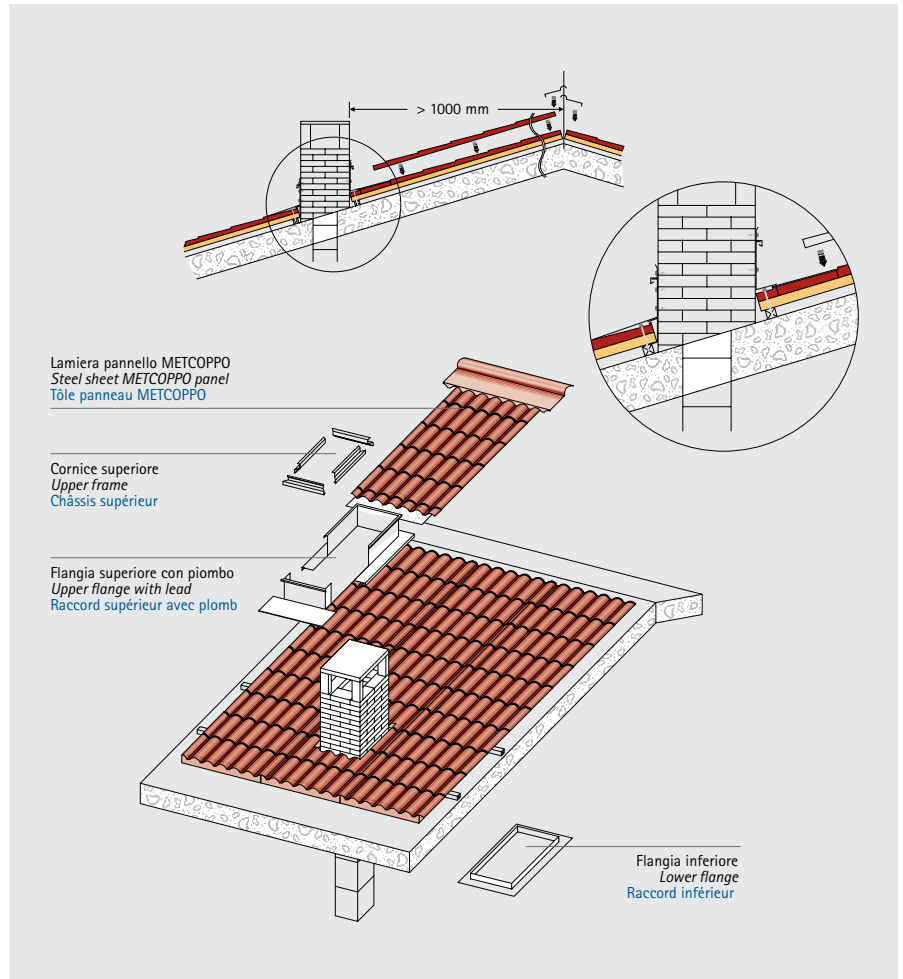 > 1000 mm
Lamiera pannello METCOPPO
Steel sheet METCOPPO panel
Tôle panneau METCOPPO
Cornice superiore
Upper frame
Châssis supérieur
Flangia superiore con piombo
Upper flange with lead
Raccord supérieur avec plomb
Flangia inferiore
Lower flange
Raccord inférieur